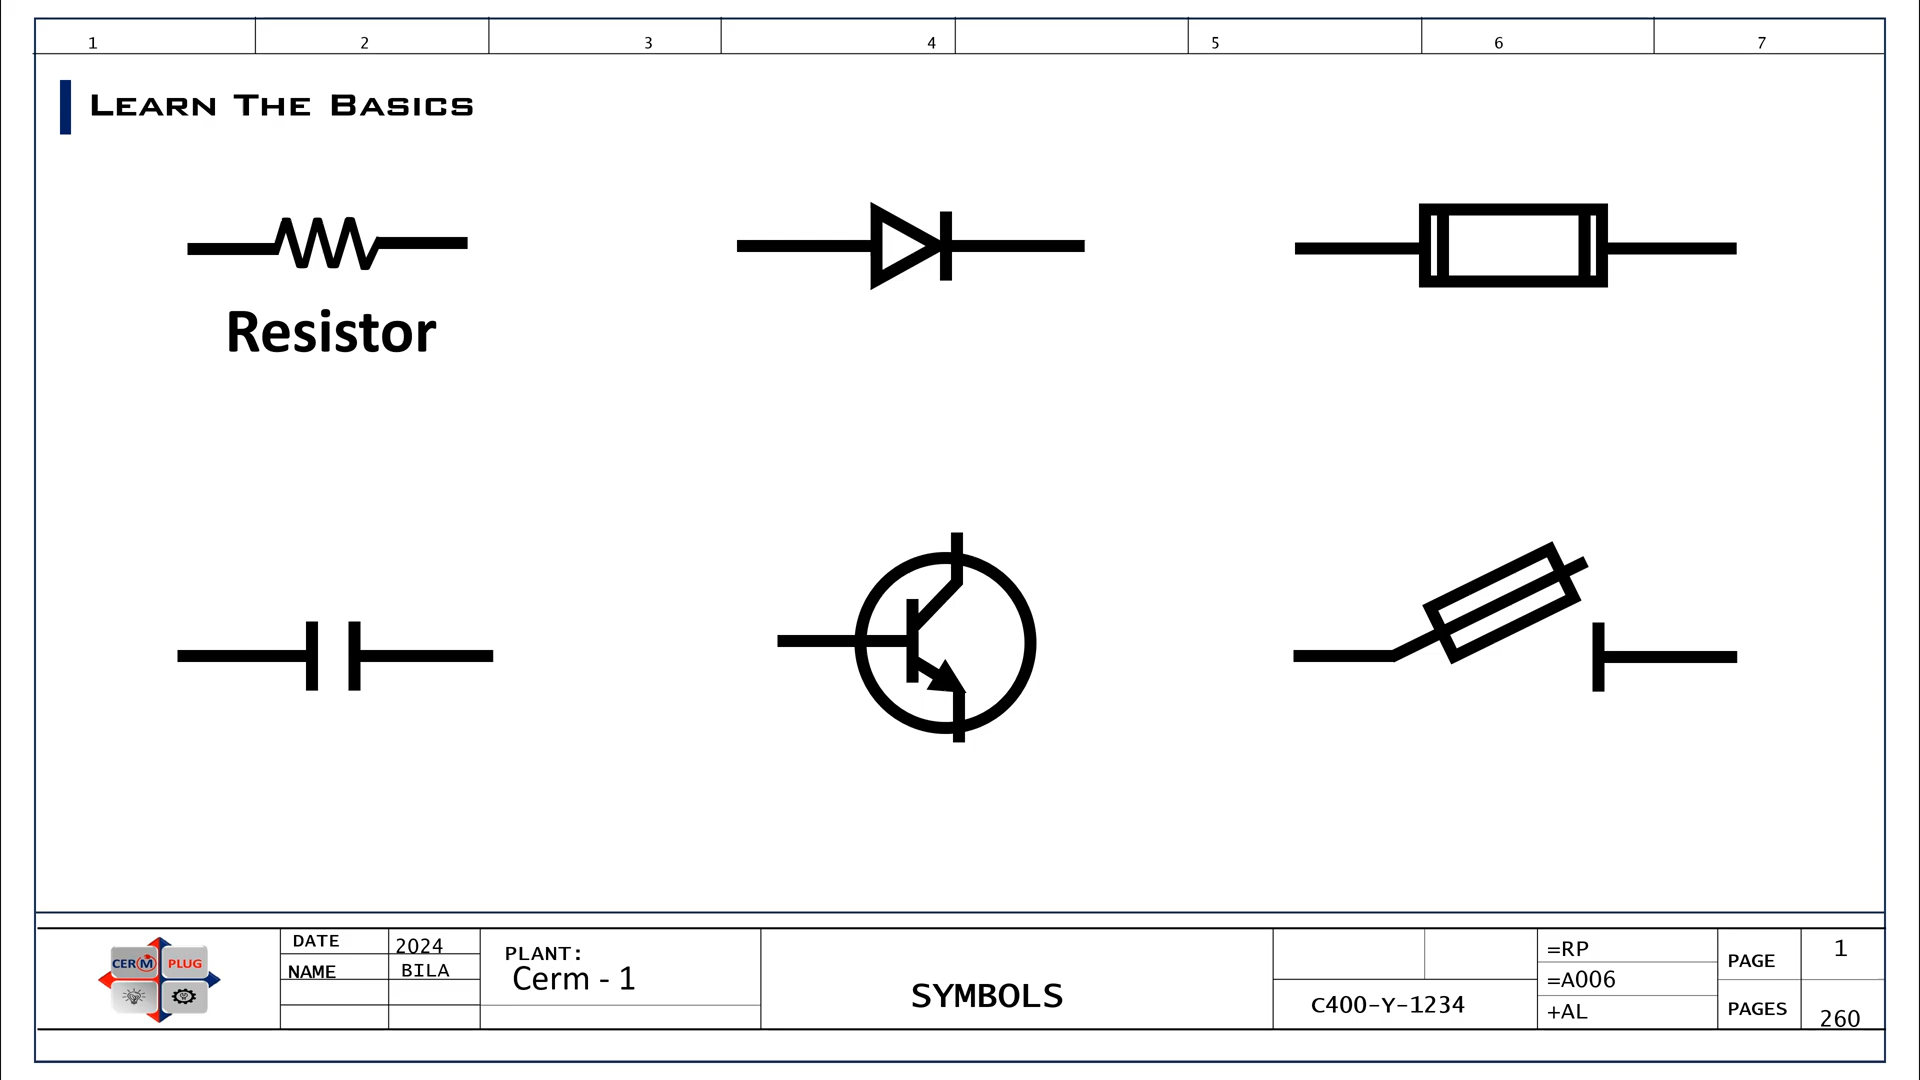 1 2 3 4 5 6 7
LEARN THE BASICS
Resistor
CERM PLUG
DATE 2024
NAME BILA
PLANT:
Cerm - 1
SYMBOLS
C400-Y-1234
=RP
=A006
+AL
PAGE 1
PAGES 260